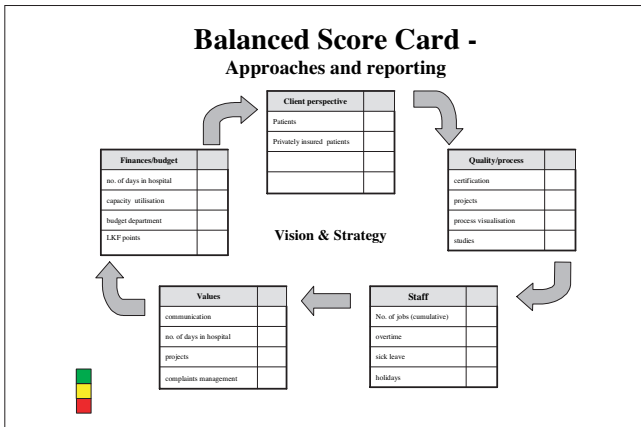 Balanced Score Card -
Approaches and reporting
Client perspective
Patients
Privately insured patients
Finances/budget
no. of days in hospital
capacity utilisation
budget department
LKF points
Quality/process
certification
projects
process visualisation
studies
Vision & Strategy
Values
communication
no. of days in hospital
projects
complaints management
Staff
No. of jobs (cumulative)
overtime
sick leave
holidays